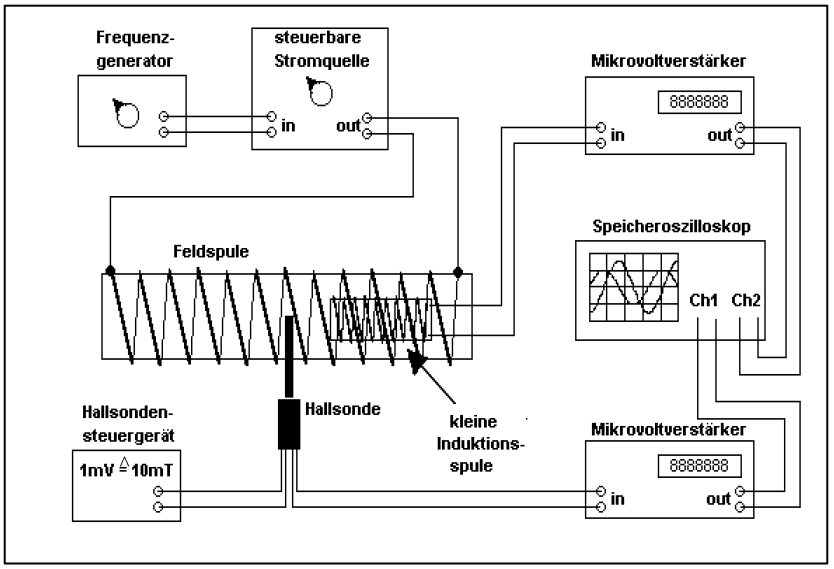 Frequenz-
generator
steuerbare
Stromquelle
in
out
Mikrovoltverstärker
8888888
in
out
Feldspule
Speicheroszilloskop
Ch1 Ch2
Hallsonden-
steuergerät
1mV ≙ 10mT
Hallsonde
kleine
Induktions-
spule
Mikrovoltverstärker
8888888
in
out